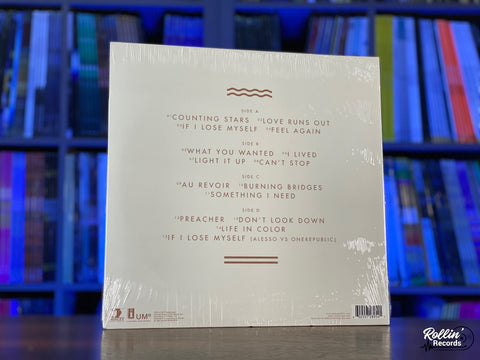 SIDE A
COUNTING STARS LOVE RUNS OUT
IF I LOSE MYSELF FEEL AGAIN
SIDE B
WHAT YOU WANTED I LIVED
LIGHT IT UP CAN'T STOP
SIDE C
AU REVOIR BURNING BRIDGES
SOMETHING I NEED
SIDE D
PREACHER DON'T LOOK DOWN
LIFE IN COLOR
IF I LOSE MYSELF (ALESSO VS ONEREPUBLIC)
UMe
Rollin'
Records